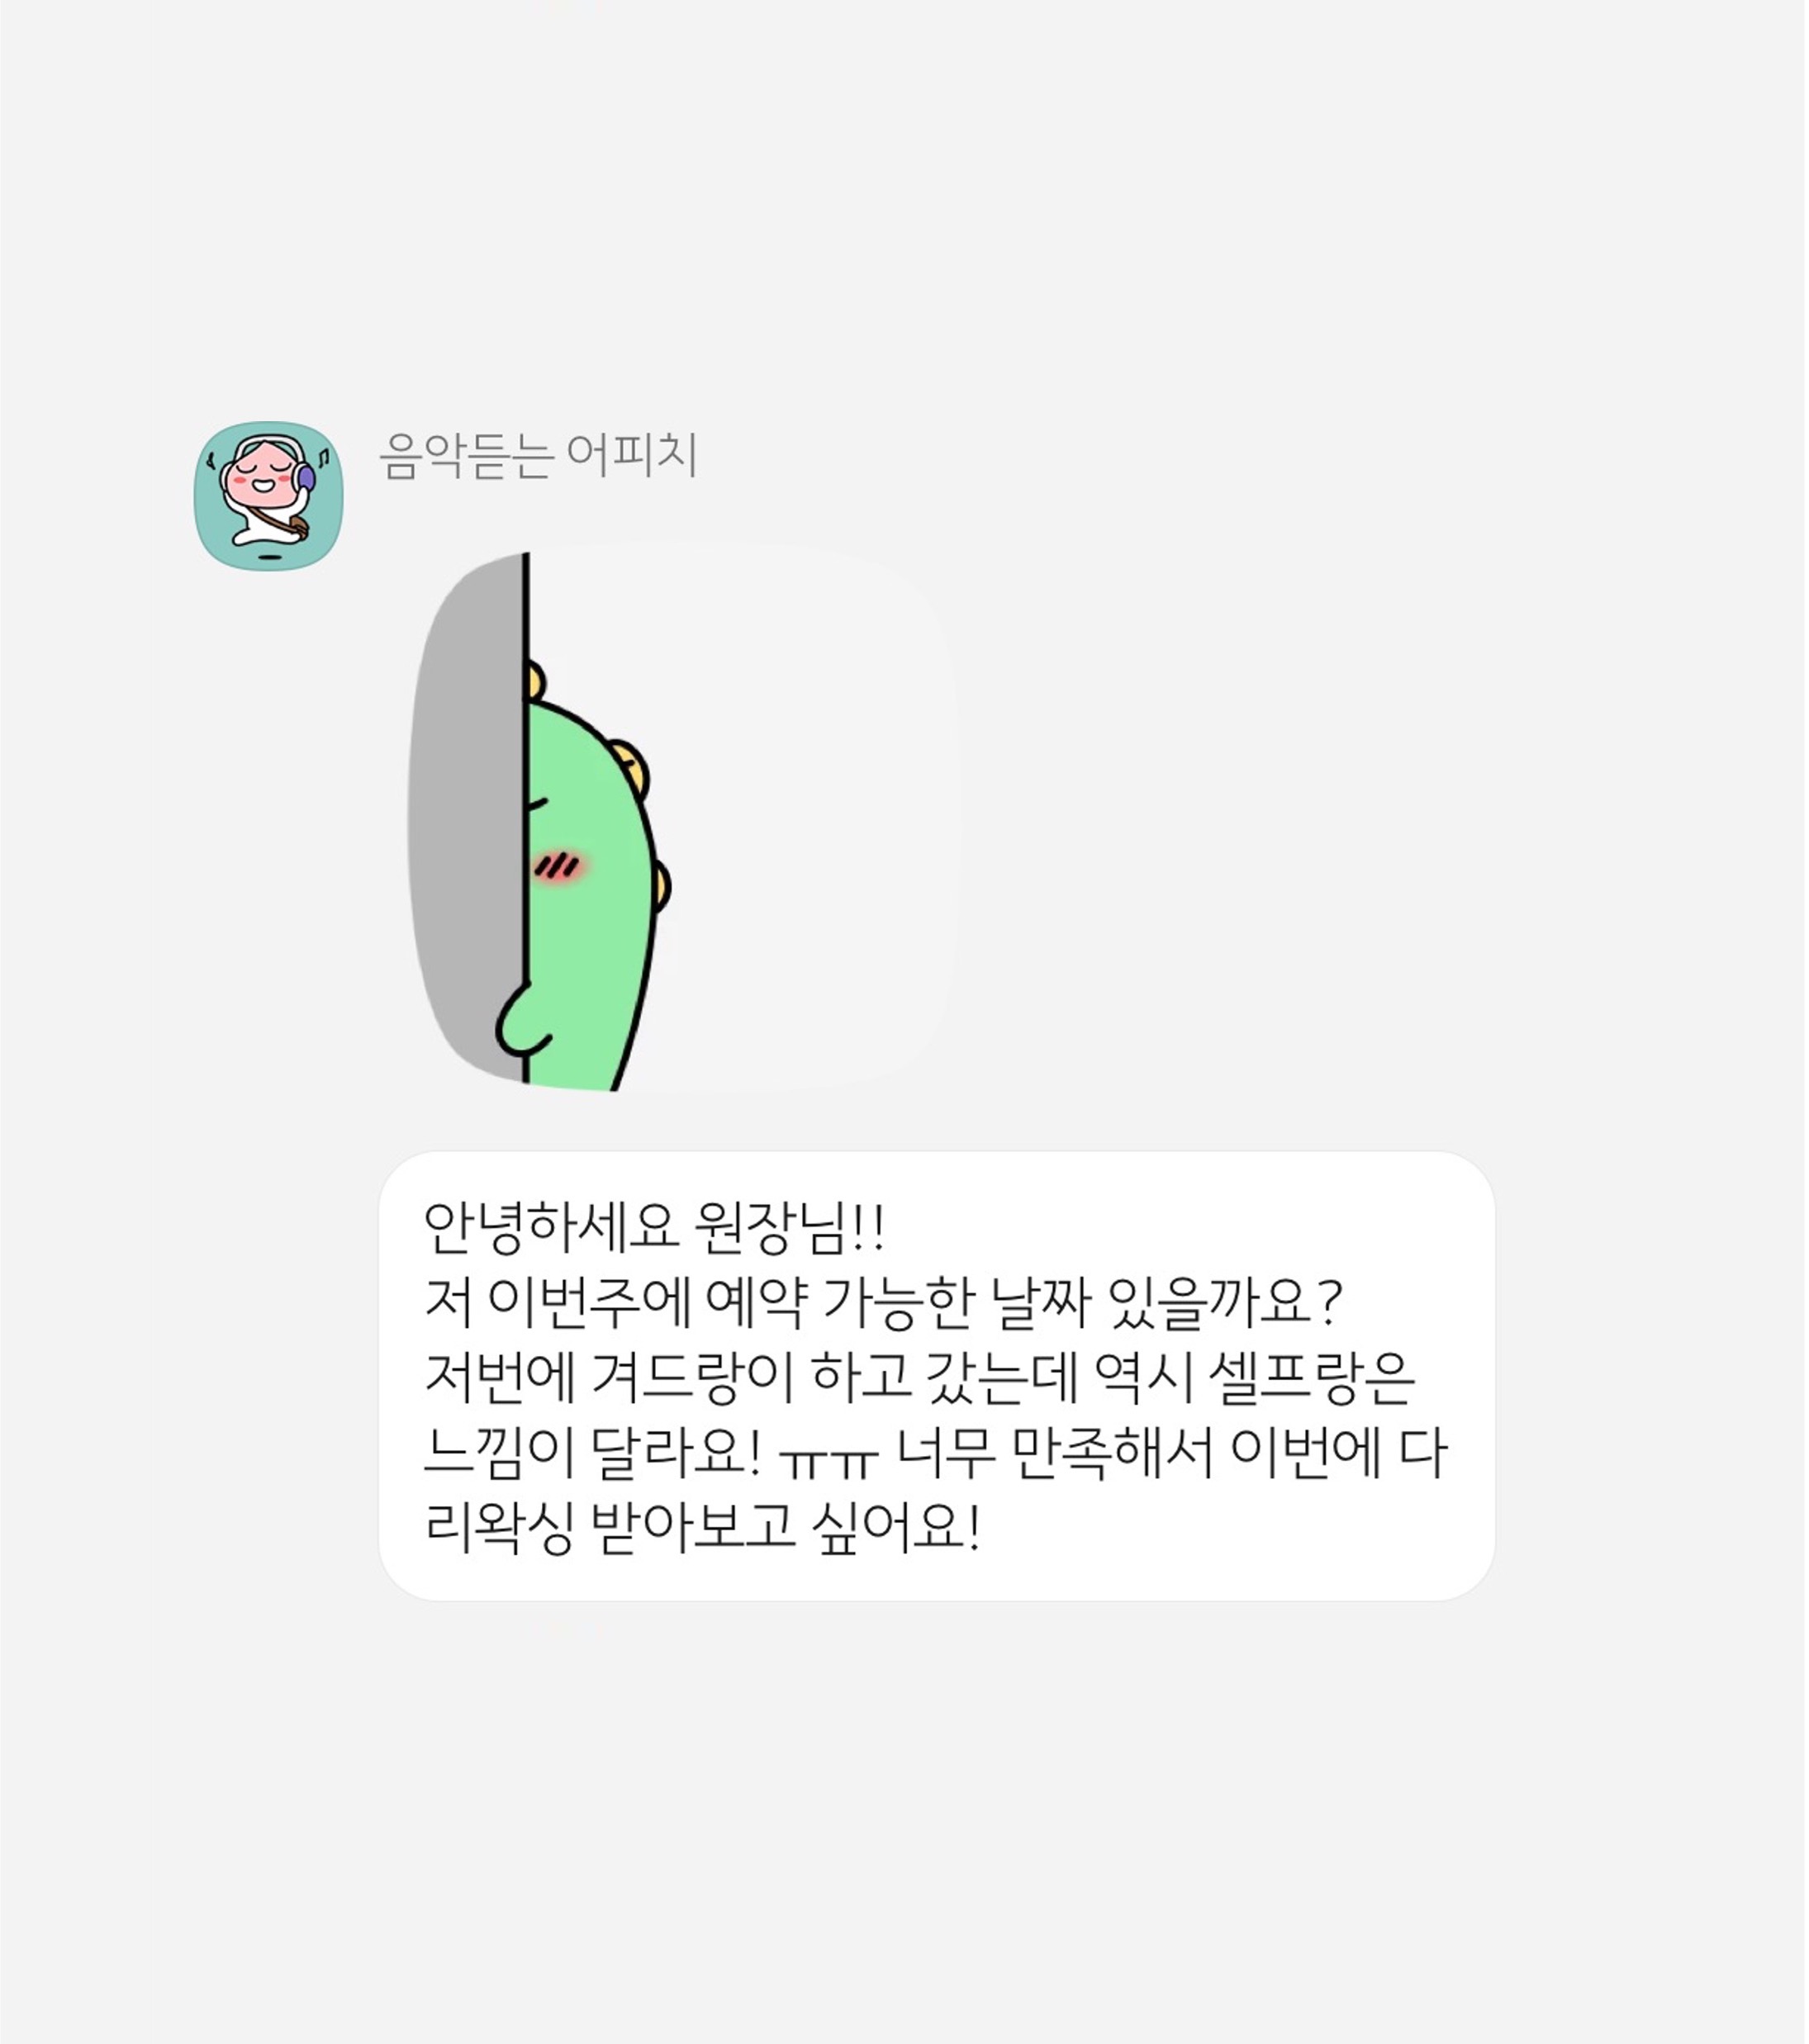 음악듣는 어피치
안녕하세요 원장님!!
저 이번주에 예약 가능한 날짜 있을까요?
저번에 겨드랑이 하고 갔는데 역시 셀프랑은
느낌이 달라요! ㅠㅠ 너무 만족해서 이번에 다
리왁싱 받아보고 싶어요!